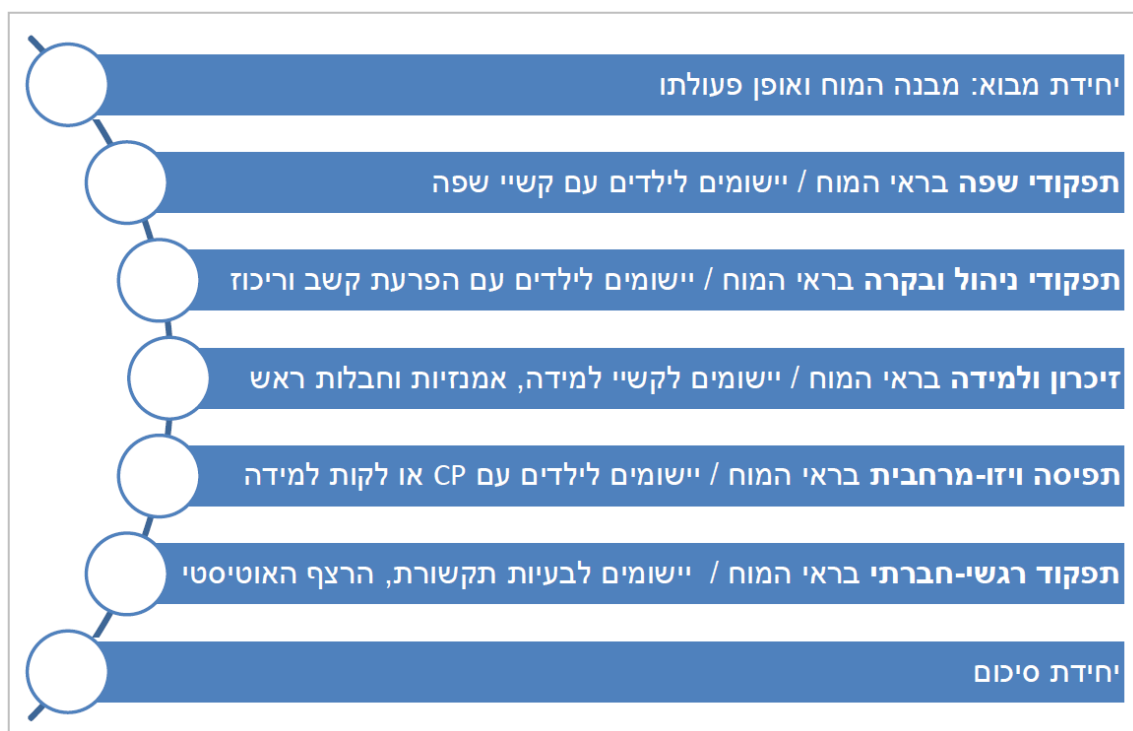 יחידת מבוא: מבנה המוח ואופן פעולתו
תפקודי שפה בראי המוח / יישומים לילדים עם קשיי שפה
תפקודי ניהול ובקרה בראי המוח / יישומים לילדים עם הפרעת קשב וריכוז
זיכרון ולמידה בראי המוח / יישומים לקשיי למידה, אמנזיות וחבלות ראש
תפיסה ויזו-מרחבית בראי המוח / יישומים לילדים עם CP או לקות למידה
תפקוד רגשי-חברתי בראי המוח / יישומים לבעיות תקשורת, הרצף האוטיסטי
יחידת סיכום